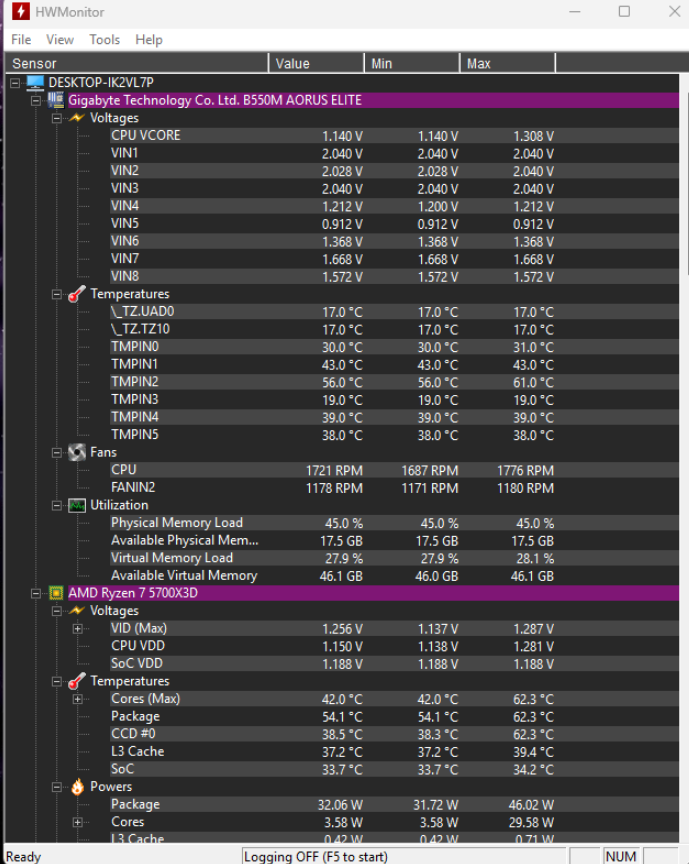 HWMonitor
File View Tools Help
Sensor Value Min Max
DESKTOP-IK2VL7P
Gigabyte Technology Co. Ltd. B550M AORUS ELITE
Voltages
CPU VCORE 1.140 V 1.140 V 1.308 V
VIN1 2.040 V 2.040 V 2.040 V
VIN2 2.028 V 2.028 V 2.040 V
VIN3 2.040 V 2.040 V 2.040 V
VIN4 1.212 V 1.200 V 1.212 V
VIN5 0.912 V 0.912 V 0.912 V
VIN6 1.368 V 1.368 V 1.368 V
VIN7 1.668 V 1.668 V 1.668 V
VIN8 1.572 V 1.572 V 1.572 V
Temperatures
\_TZ.UAD0 17.0 °C 17.0 °C 17.0 °C
\_TZ.TZ10 17.0 °C 17.0 °C 17.0 °C
TMPIN0 30.0 °C 30.0 °C 31.0 °C
TMPIN1 43.0 °C 43.0 °C 43.0 °C
TMPIN2 56.0 °C 56.0 °C 61.0 °C
TMPIN3 19.0 °C 19.0 °C 19.0 °C
TMPIN4 39.0 °C 39.0 °C 39.0 °C
TMPIN5 38.0 °C 38.0 °C 38.0 °C
Fans
CPU 1721 RPM 1687 RPM 1776 RPM
FANIN2 1178 RPM 1171 RPM 1180 RPM
Utilization
Physical Memory Load 45.0 % 45.0 % 45.0 %
Available Physical Mem... 17.5 GB 17.5 GB 17.5 GB
Virtual Memory Load 27.9 % 27.9 % 28.1 %
Available Virtual Memory 46.1 GB 46.0 GB 46.1 GB
AMD Ryzen 7 5700X3D
Voltages
VID (Max) 1.256 V 1.137 V 1.287 V
CPU VDD 1.150 V 1.138 V 1.281 V
SoC VDD 1.188 V 1.188 V 1.188 V
Temperatures
Cores (Max) 42.0 °C 42.0 °C 62.3 °C
Package 54.1 °C 54.1 °C 62.3 °C
CCD #0 38.5 °C 38.3 °C 62.3 °C
L3 Cache 37.2 °C 37.2 °C 39.4 °C
SoC 33.7 °C 33.7 °C 34.2 °C
Powers
Package 32.06 W 31.72 W 46.02 W
Cores 3.58 W 3.58 W 29.58 W
L3 Cache 0.42 W 0.42 W 0.71 W
Ready Logging OFF (F5 to start) NUM